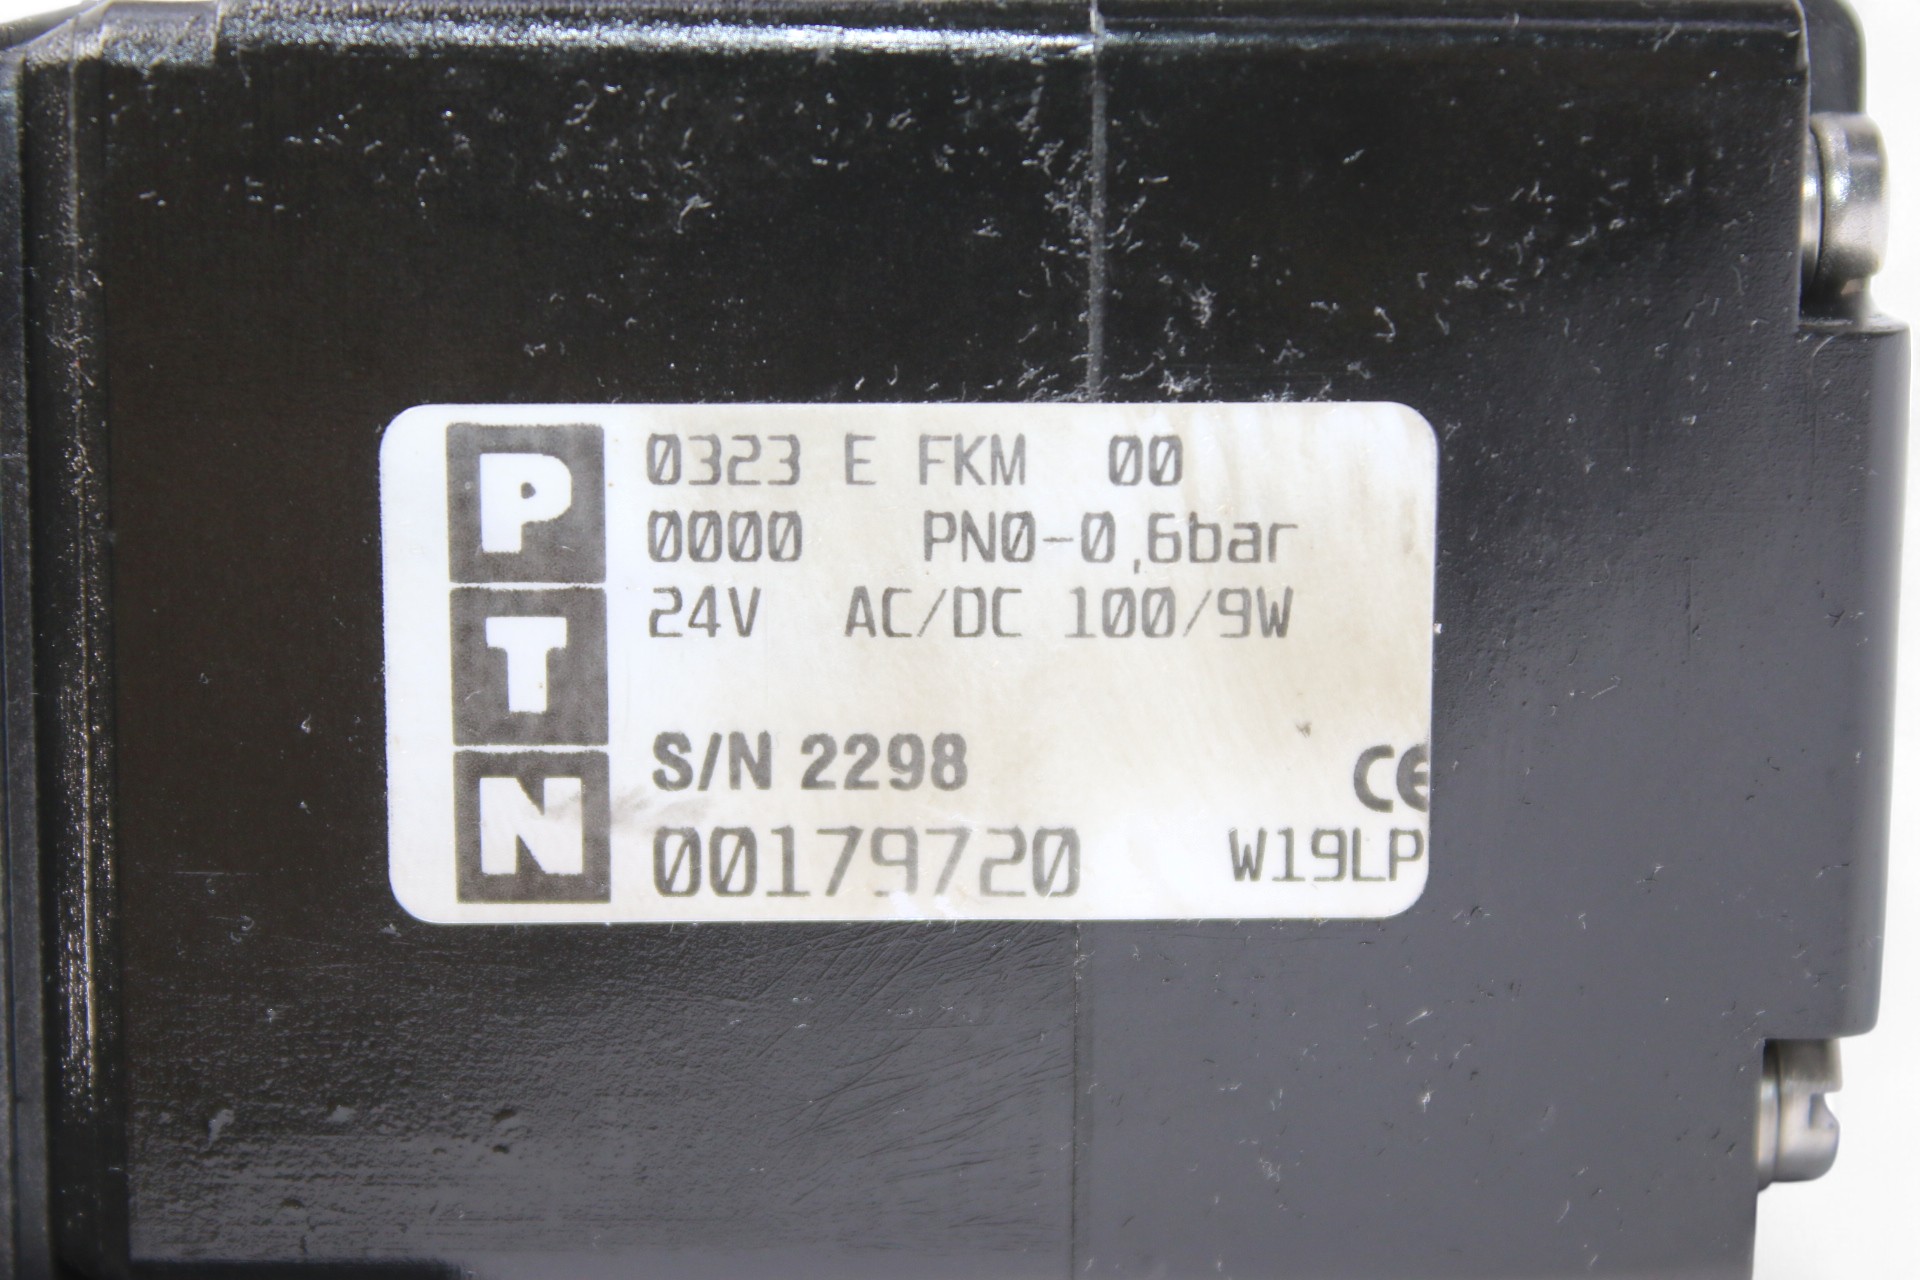 P
T
N
0323 E FKM 00
0000 PN0-0,6bar
24V AC/DC 100/9W
S/N 2298
CE
00179720 W19LP